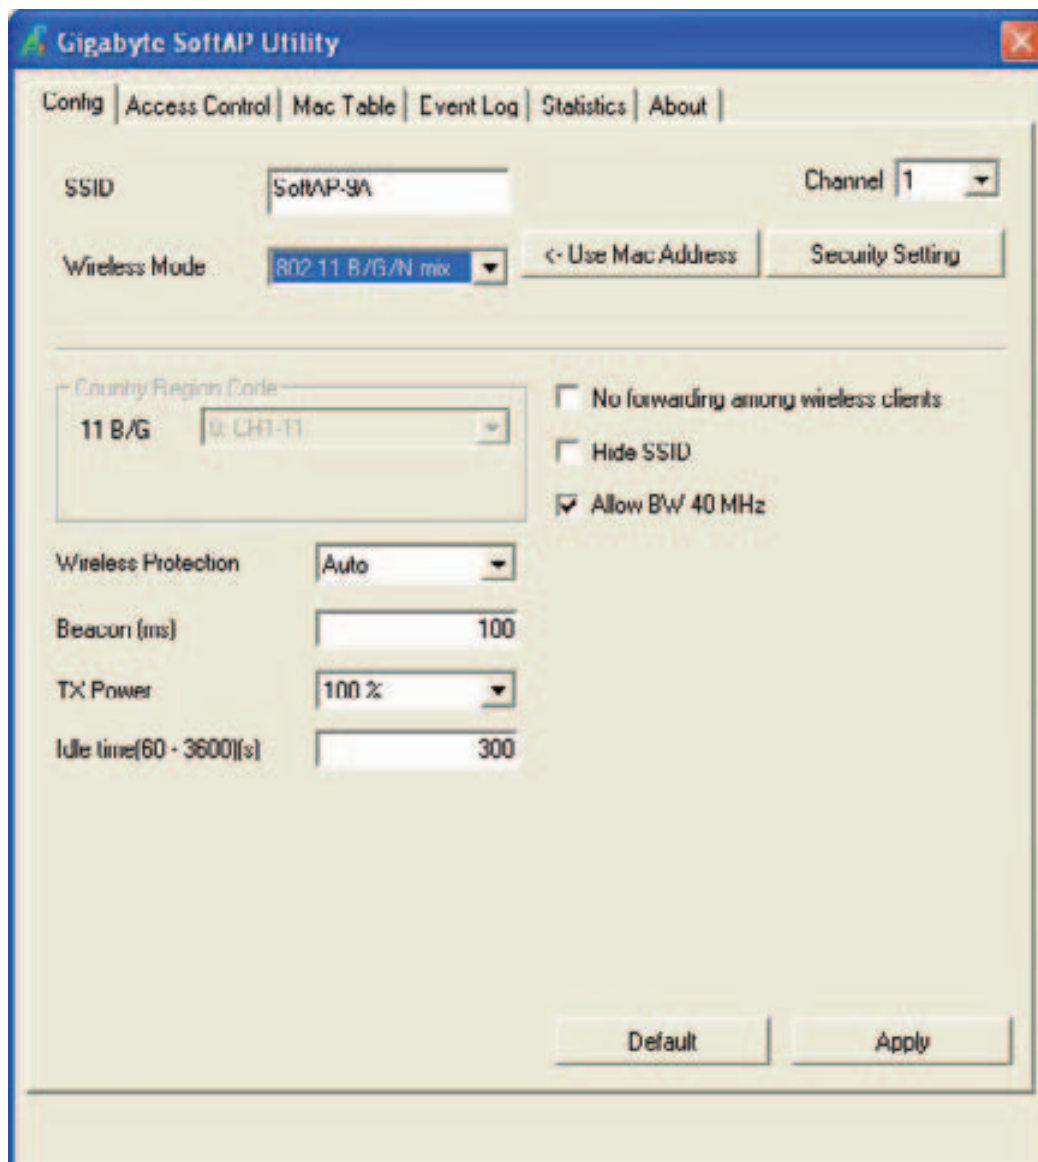 Gigabyte SoftAP Utility
Config Access Control Mac Table Event Log Statistics About
SSID SoftAP-9A Channel 1
Wireless Mode 802.11 B/G/N mix <- Use Mac Address Security Setting
Country Region Code
11 B/G 0: CH1-11
No forwarding among wireless clients
Hide SSID
Allow BW 40 MHz
Wireless Protection Auto
Beacon (ms) 100
TX Power 100 %
Idle time(60 - 3600)(s) 300
Default Apply